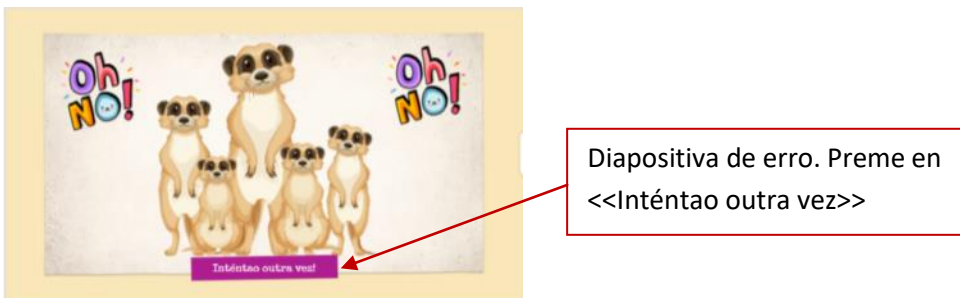 Oh
NO!
Oh
NO!
Inténtao outra vez!
Diapositiva de erro. Preme en
<<Inténtao outra vez>>